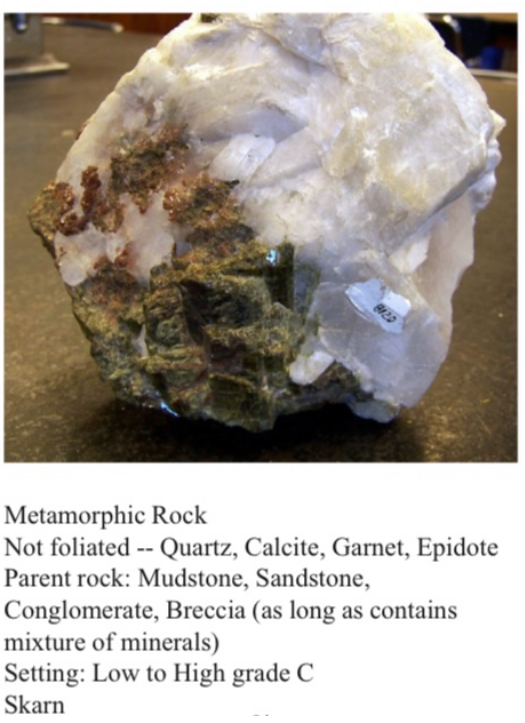 Metamorphic Rock
Not foliated -- Quartz, Calcite, Garnet, Epidote
Parent rock: Mudstone, Sandstone,
Conglomerate, Breccia (as long as contains
mixture of minerals)
Setting: Low to High grade C
Skarn